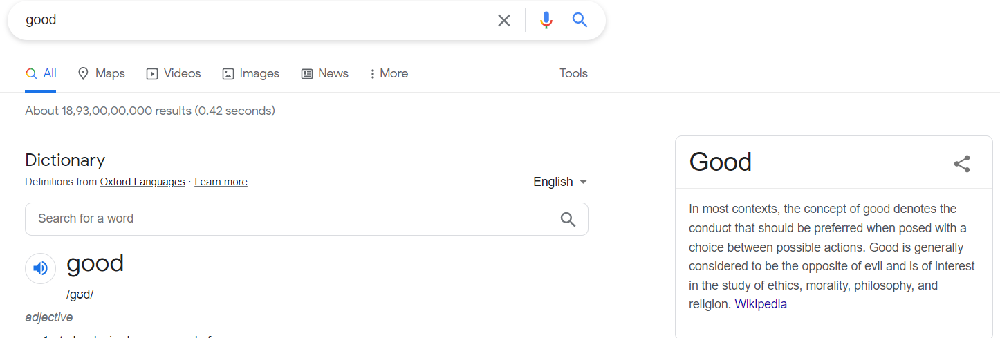 good
All Maps Videos Images News More Tools
About 18,93,00,00,000 results (0.42 seconds)
Dictionary
Definitions from Oxford Languages · Learn more
English
Search for a word
good
/ɡʊd/
adjective
Good
In most contexts, the concept of good denotes the
conduct that should be preferred when posed with a
choice between possible actions. Good is generally
considered to be the opposite of evil and is of interest
in the study of ethics, morality, philosophy, and
religion. Wikipedia